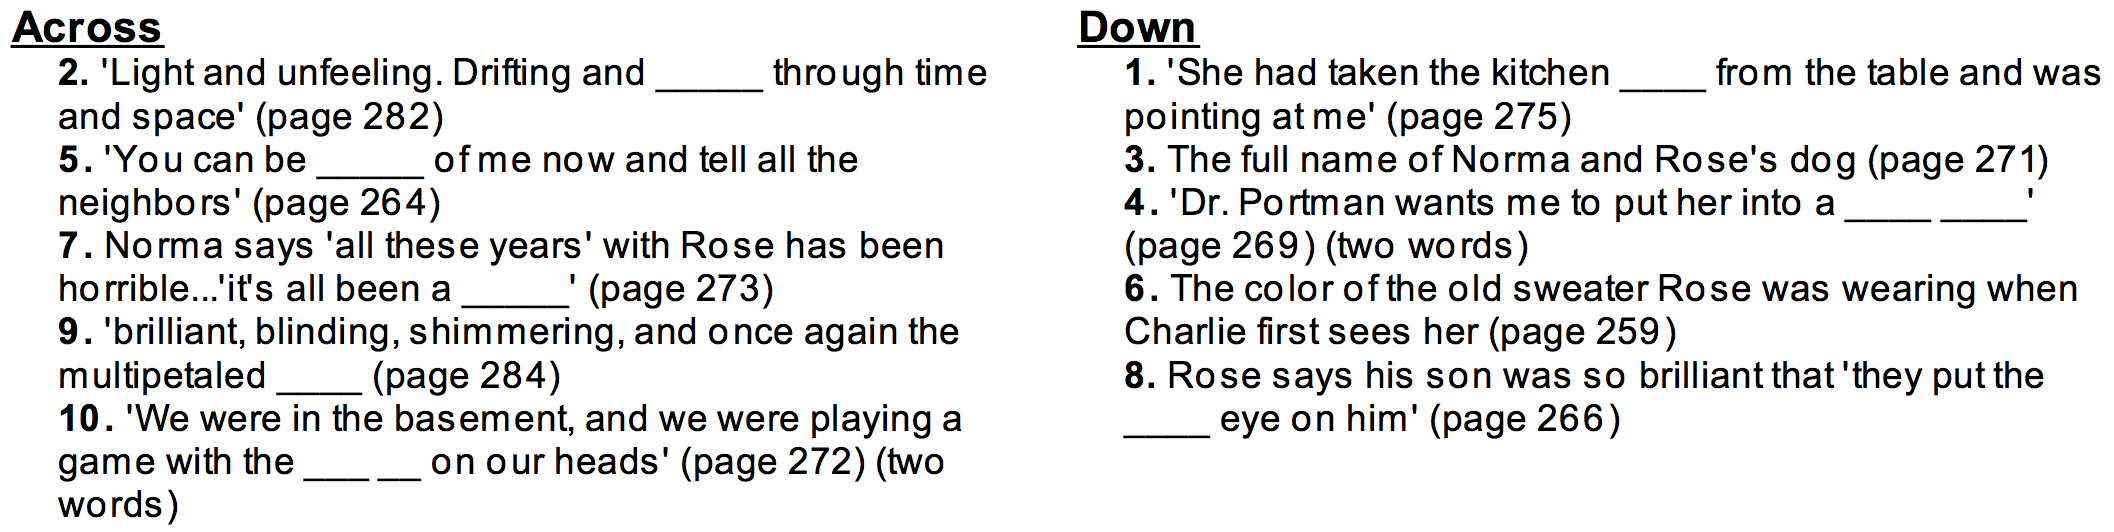 Across
2. 'Light and unfeeling. Drifting and _____ through time
and space' (page 282)
5. 'You can be _____ of me now and tell all the
neighbors' (page 264)
7. Norma says 'all these years' with Rose has been
horrible...'it's all been a _____' (page 273)
9. 'brilliant, blinding, shimmering, and once again the
multipetaled ____ (page 284)
10. 'We were in the basement, and we were playing a
game with the ___ __ on our heads' (page 272) (two
words)
Down
1. 'She had taken the kitchen ____ from the table and was
pointing at me' (page 275)
3. The full name of Norma and Rose's dog (page 271)
4. 'Dr. Portman wants me to put her into a ____ ____'
(page 269) (two words)
6. The color of the old sweater Rose was wearing when
Charlie first sees her (page 259)
8. Rose says his son was so brilliant that 'they put the
____ eye on him' (page 266)